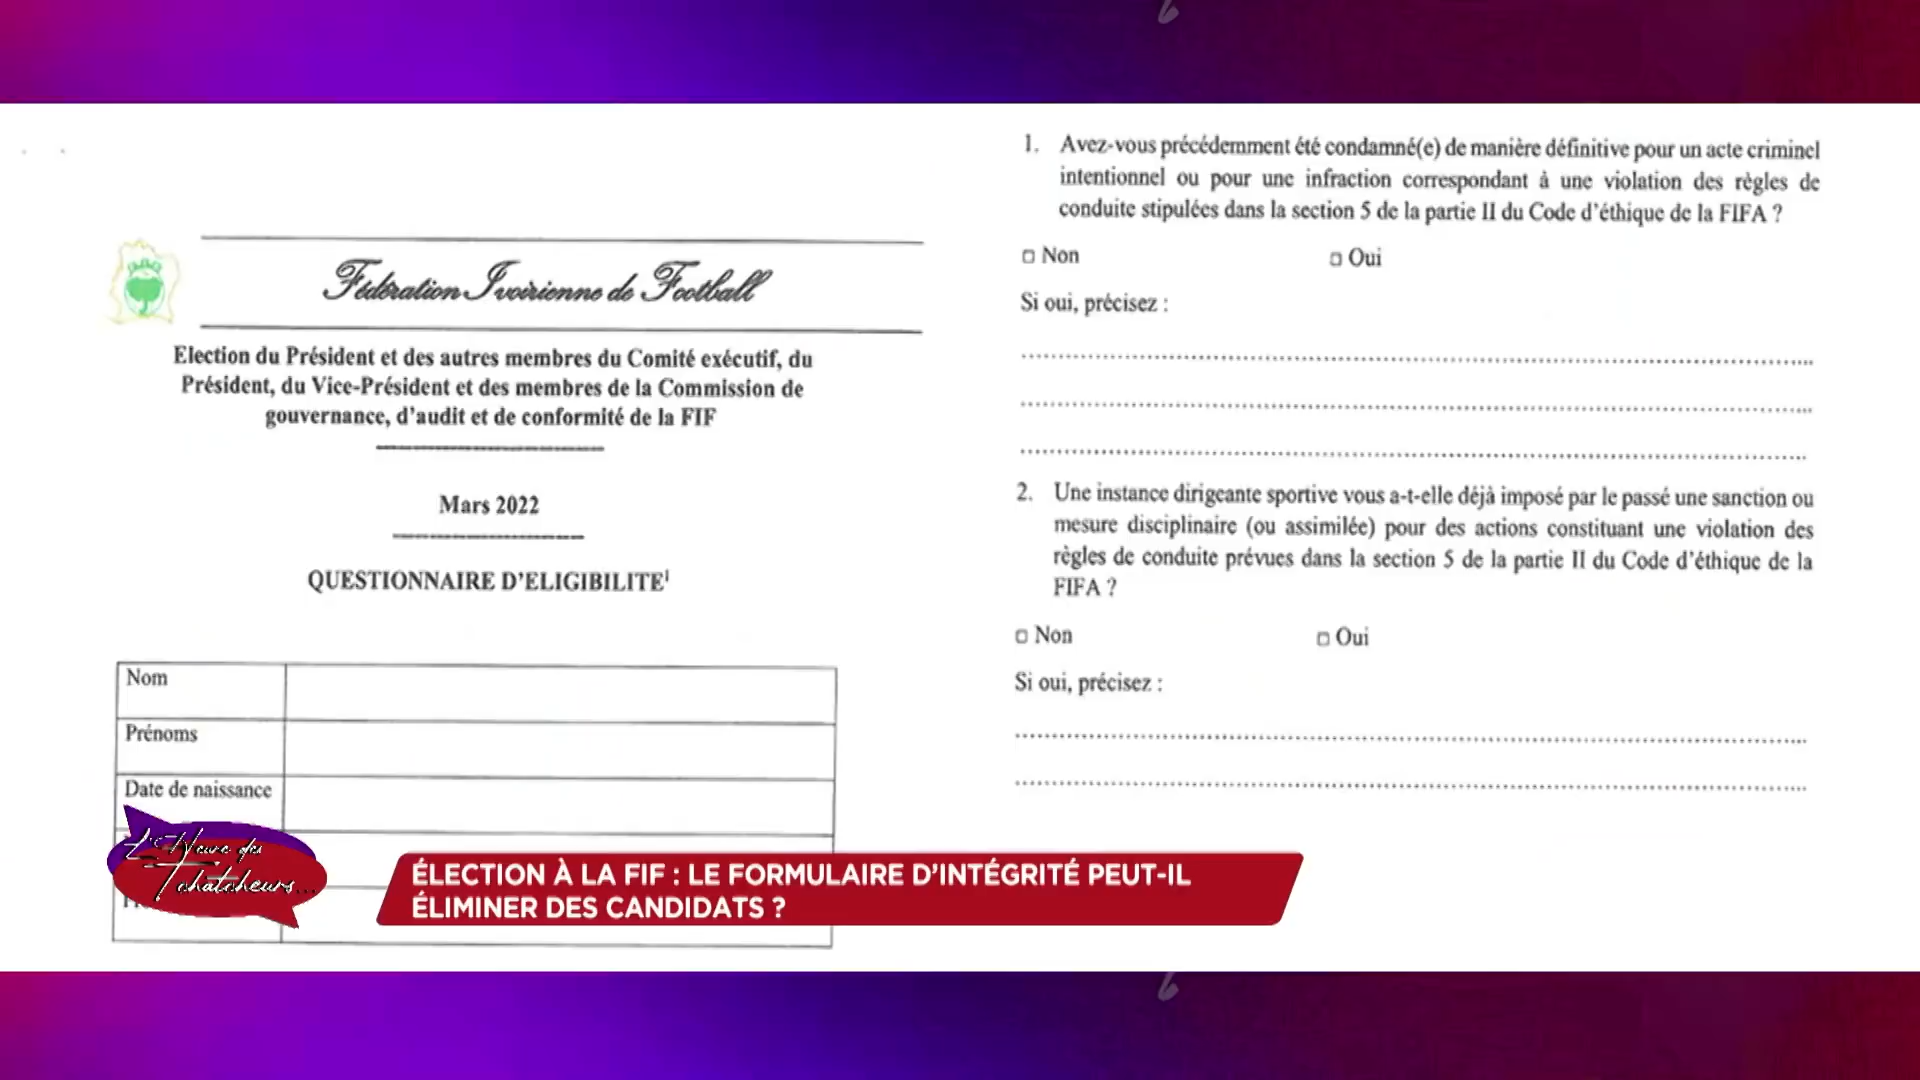 Fédération Ivoirienne de Football
Election du Président et des autres membres du Comité exécutif, du
Président, du Vice-Président et des membres de la Commission de
gouvernance, d'audit et de conformité de la FIF
Mars 2022
QUESTIONNAIRE D'ELIGIBILITE¹
Nom
Prénoms
Date de naissance
1. Avez-vous précédemment été condamné(e) de manière définitive pour un acte criminel
intentionnel ou pour une infraction correspondant à une violation des règles de
conduite stipulées dans la section 5 de la partie II du Code d'éthique de la FIFA ?
□ Non □ Oui
Si oui, précisez :
2. Une instance dirigeante sportive vous a-t-elle déjà imposé par le passé une sanction ou
mesure disciplinaire (ou assimilée) pour des actions constituant une violation des
règles de conduite prévues dans la section 5 de la partie II du Code d'éthique de la
FIFA ?
□ Non □ Oui
Si oui, précisez :
L'Heure des
Tchatcheurs...
ÉLECTION À LA FIF : LE FORMULAIRE D'INTÉGRITÉ PEUT-IL
ÉLIMINER DES CANDIDATS ?